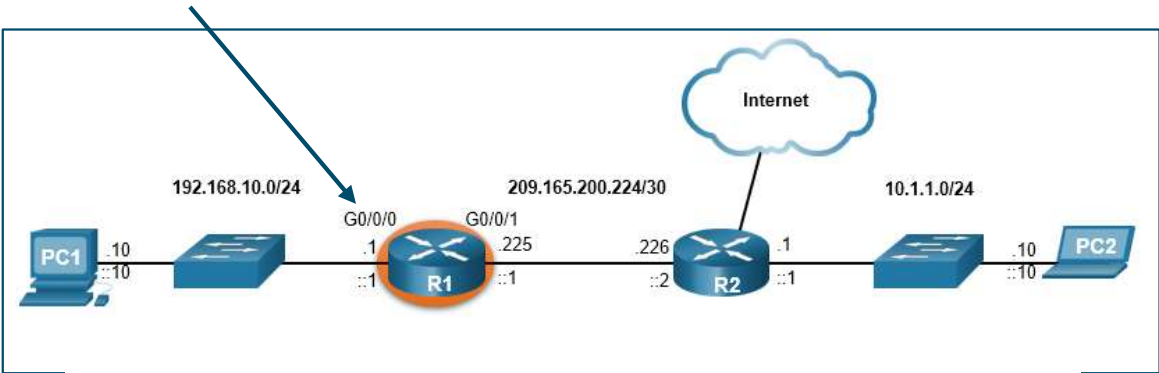 Internet
192.168.10.0/24
209.165.200.224/30
10.1.1.0/24
G0/0/0
G0/0/1
PC1
.10
::10
.1
::1
R1
.225
::1
.226
::2
R2
.1
::1
.10
::10
PC2